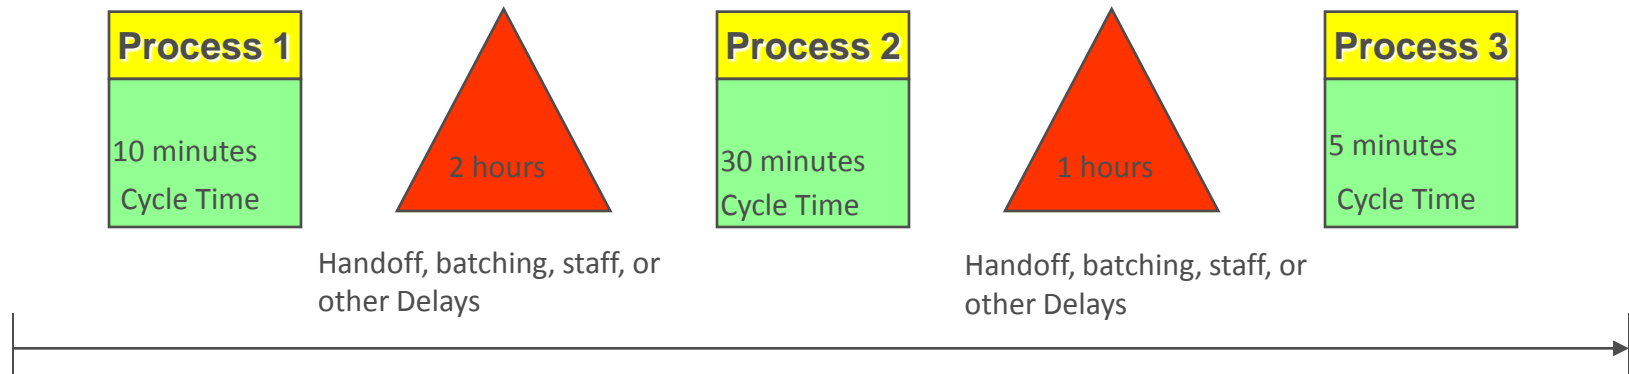 Process 1
10 minutes
Cycle Time
2 hours
Handoff, batching, staff, or
other Delays
Process 2
30 minutes
Cycle Time
1 hours
Handoff, batching, staff, or
other Delays
Process 3
5 minutes
Cycle Time